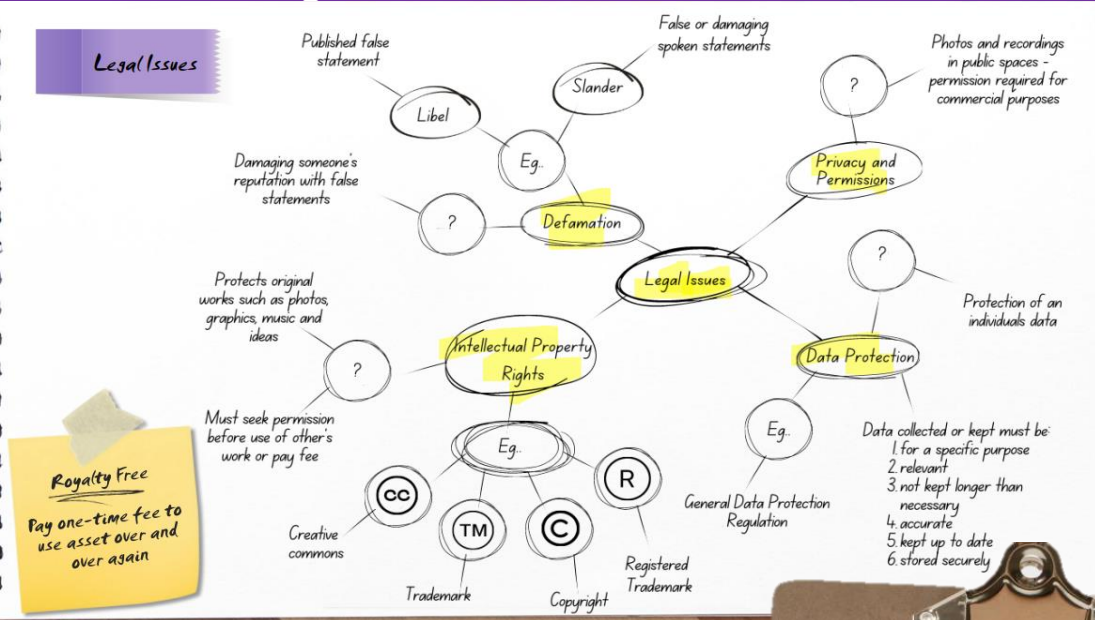 Legal Issues
Published false
statement
Libel
False or damaging
spoken statements
Slander
Eg..
Damaging someone's
reputation with false
statements
?
Defamation
Photos and recordings
in public spaces -
permission required for
commercial purposes
?
Privacy and
Permissions
Legal Issues
?
Protection of an
individuals data
Data Protection
Eg..
General Data Protection
Regulation
Data collected or kept must be:
1. for a specific purpose
2. relevant
3. not kept longer than
necessary
4. accurate
5. kept up to date
6. stored securely
Protects original
works such as photos,
graphics, music and
ideas
?
Must seek permission
before use of other's
work or pay fee
Intellectual Property
Rights
Eg..
CC
Creative
commons
TM
Trademark
C
Copyright
R
Registered
Trademark
Royalty Free
Pay one-time fee to
use asset over and
over again